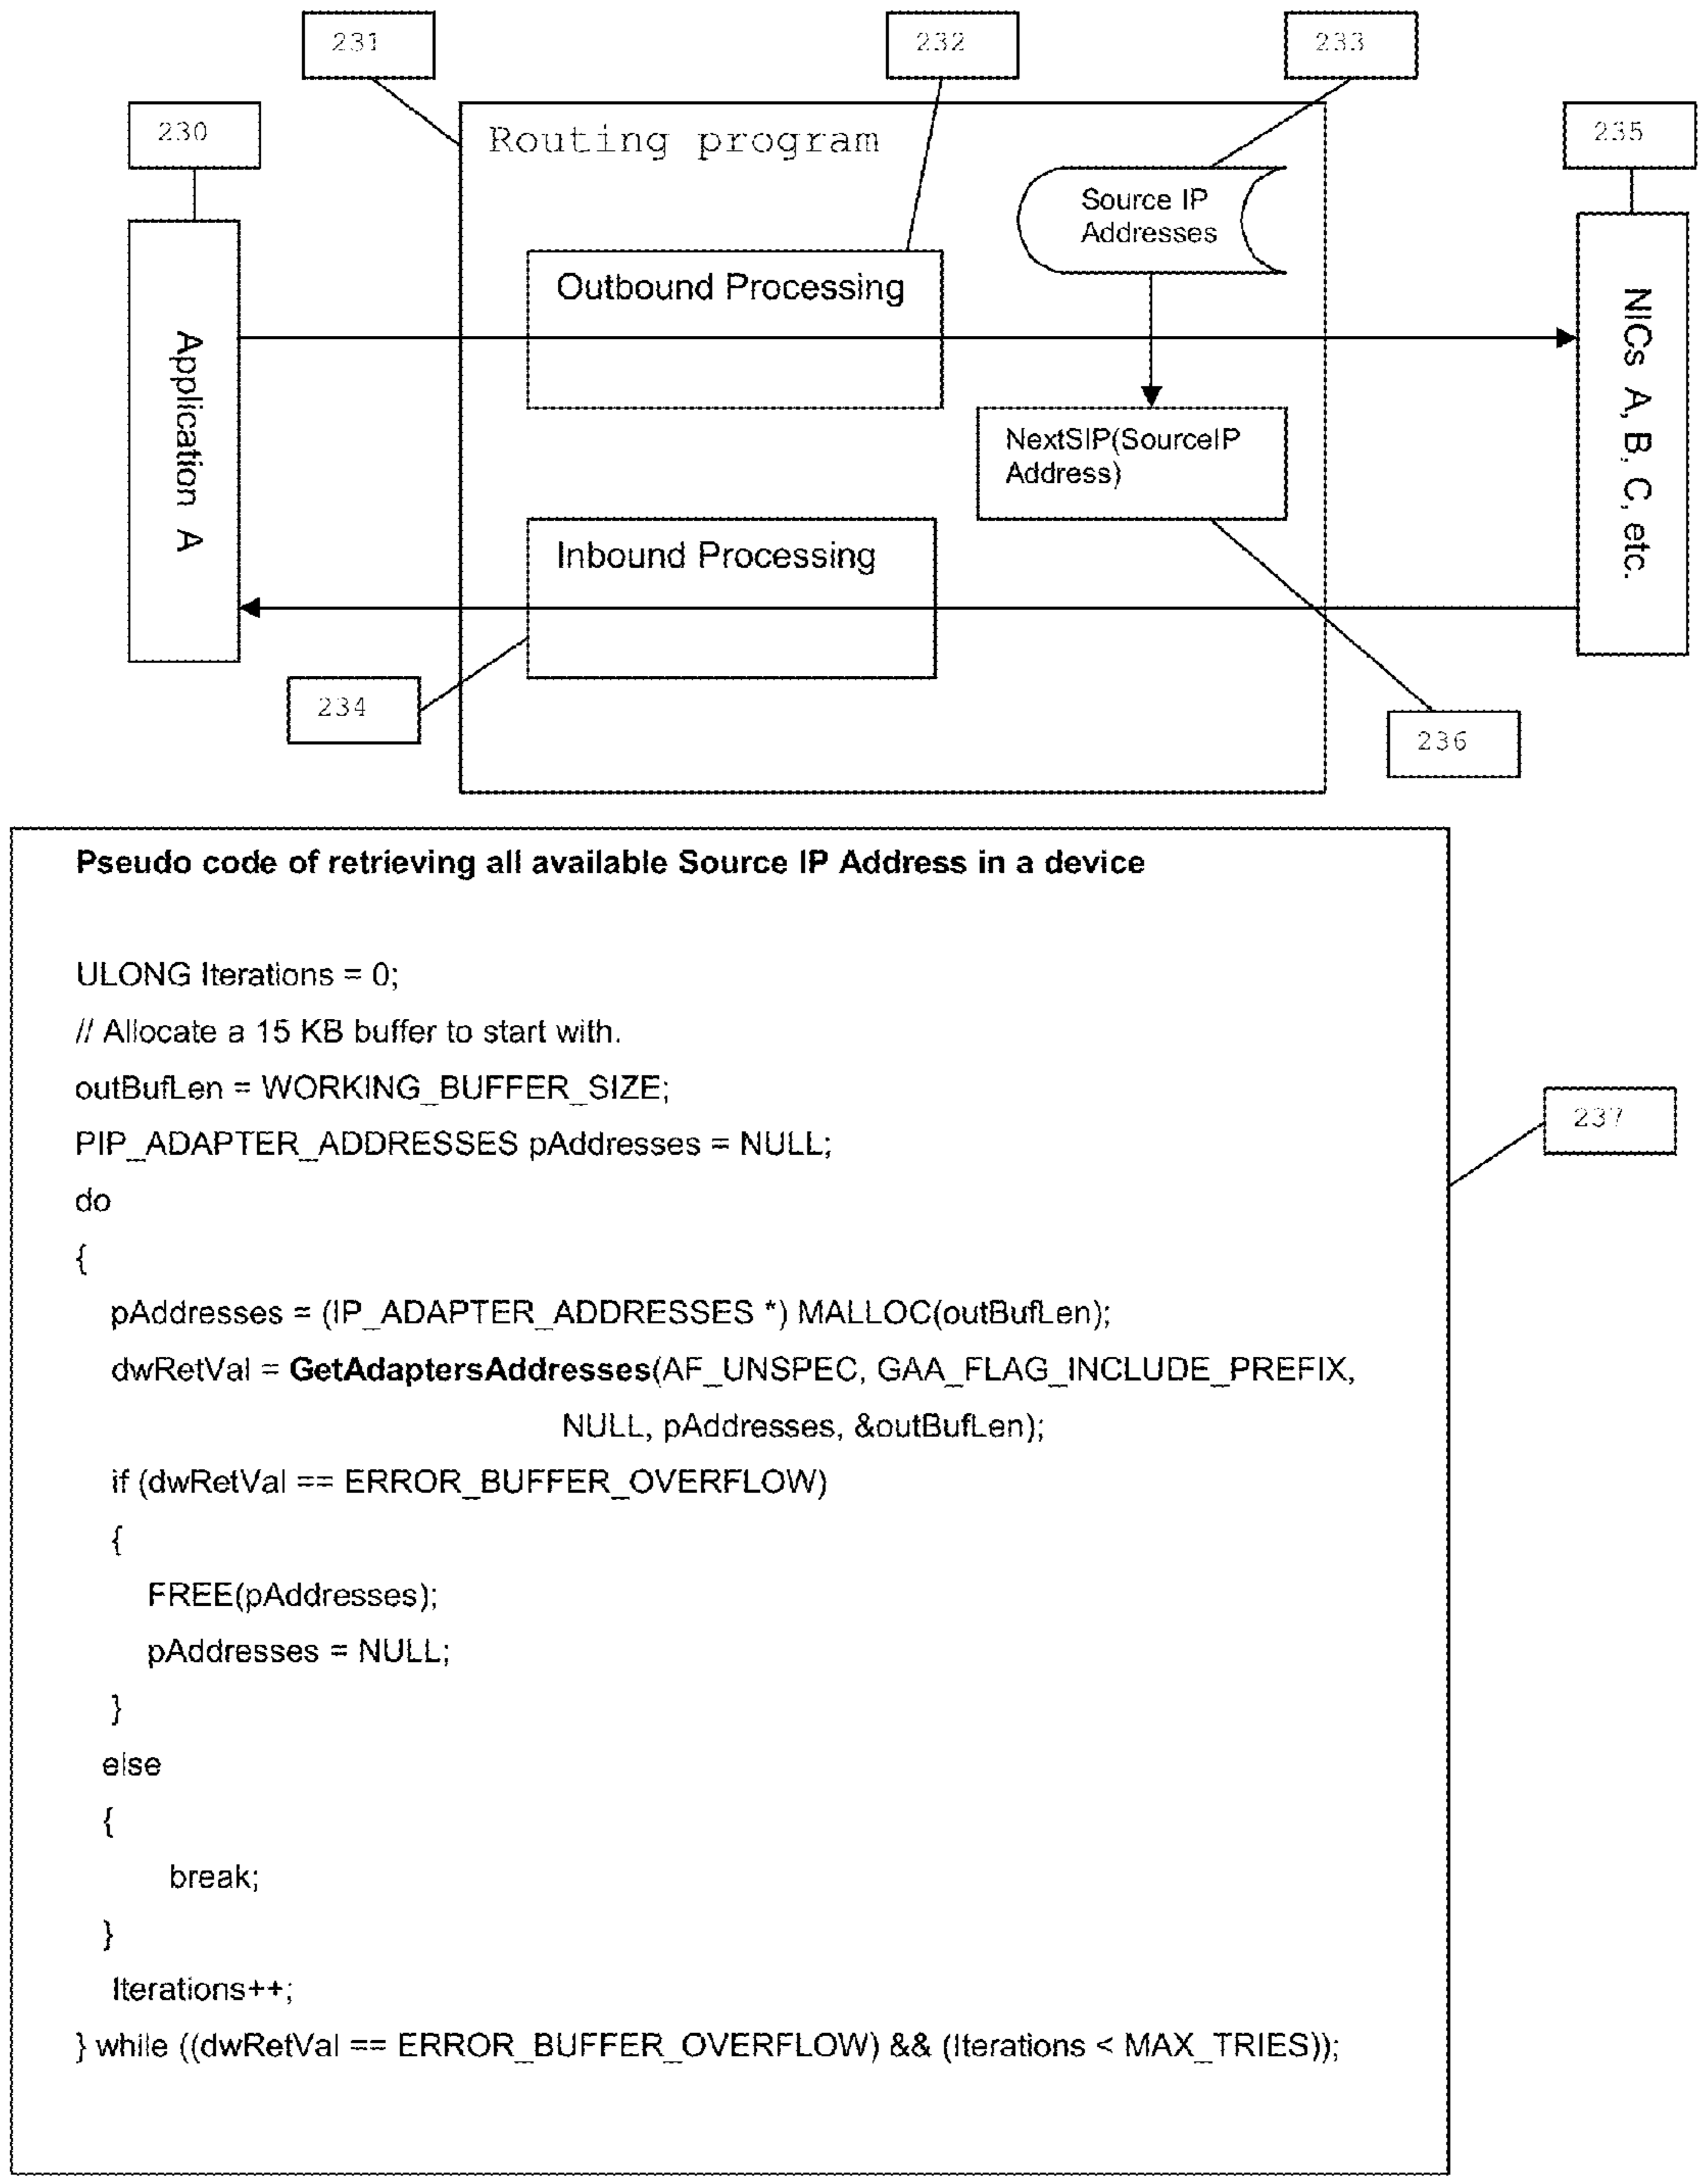 231
232
233
230
235
Routing program
Source IP
Addresses
Outbound Processing
Application A
NICs A, B, C, etc.
NextSIP(SourceIP
Address)
Inbound Processing
234
236
Pseudo code of retrieving all available Source IP Address in a device
ULONG Iterations = 0;
// Allocate a 15 KB buffer to start with.
outBufLen = WORKING_BUFFER_SIZE;
PIP_ADAPTER_ADDRESSES pAddresses = NULL;
237
do
{
pAddresses = (IP_ADAPTER_ADDRESSES *) MALLOC(outBufLen);
dwRetVal = GetAdaptersAddresses(AF_UNSPEC, GAA_FLAG_INCLUDE_PREFIX,
NULL, pAddresses, &outBufLen);
if (dwRetVal == ERROR_BUFFER_OVERFLOW)
{
FREE(pAddresses);
pAddresses = NULL;
}
else
{
break;
}
Iterations++;
} while ((dwRetVal == ERROR_BUFFER_OVERFLOW) && (Iterations < MAX_TRIES));